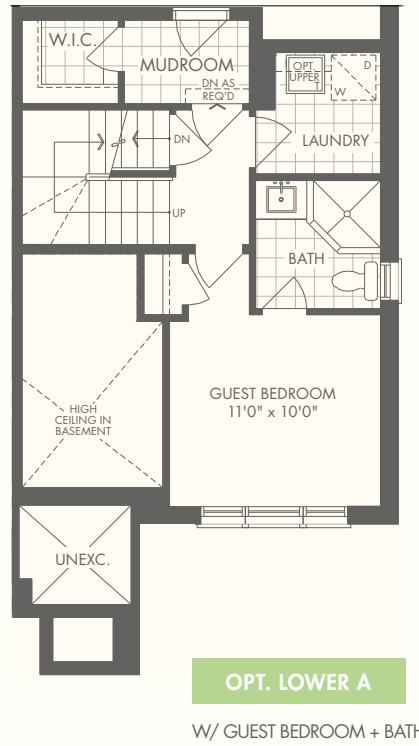 W.I.C.
MUDROOM
DN AS
REQ'D
OPT.
UPPER
T
D
W
LAUNDRY
DN
UP
BATH
GUEST BEDROOM
11'0" x 10'0"
HIGH
CEILING IN
BASEMENT
UNEXC.
OPT. LOWER A
W/ GUEST BEDROOM + BATH